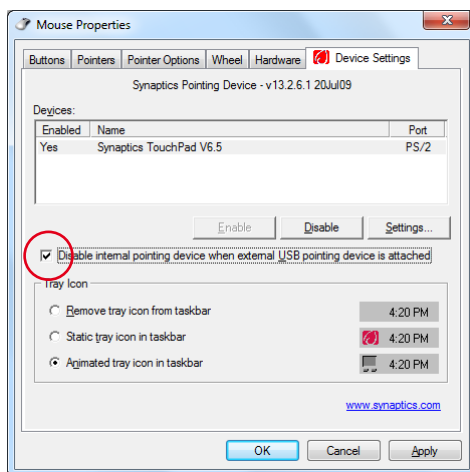 Mouse Properties
Buttons Pointers Pointer Options Wheel Hardware Device Settings
Synaptics Pointing Device - v13.2.6.1 20Jul09
Devices:
Enabled Name Port
Yes Synaptics TouchPad V6.5 PS/2
Enable Disable Settings...
Disable internal pointing device when external USB pointing device is attached
Tray Icon
Remove tray icon from taskbar 4:20 PM
Static tray icon in taskbar 4:20 PM
Animated tray icon in taskbar 4:20 PM
www.synaptics.com
OK Cancel Apply